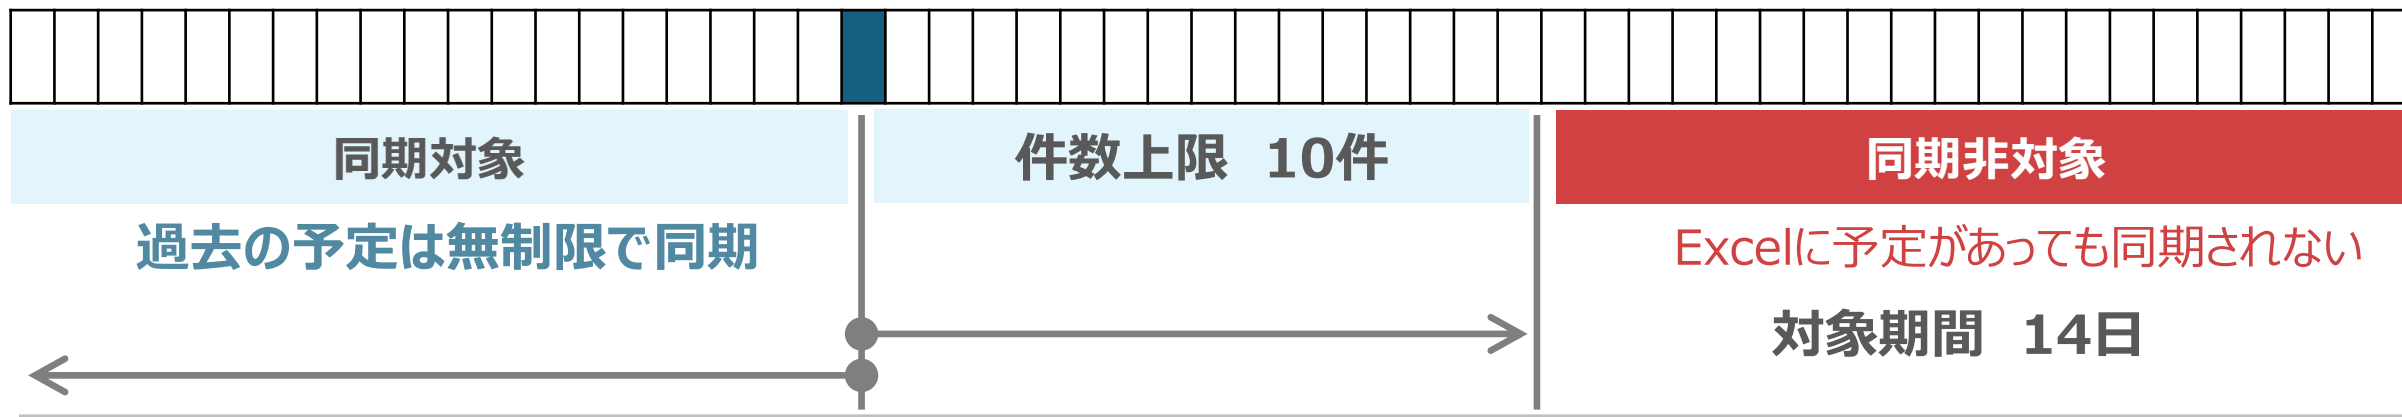 同期対象
件数上限 10件
同期非対象
過去の予定は無制限で同期
Excelに予定があっても同期されない
対象期間 14日